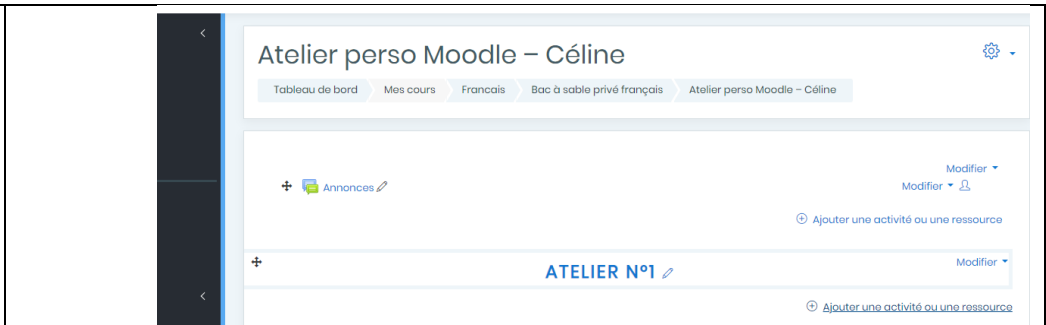 Atelier perso Moodle – Céline
Tableau de bord Mes cours Francais Bac à sable privé français Atelier perso Moodle – Céline
Modifier
Annonces Modifier
Ajouter une activité ou une ressource
ATELIER N°1 Modifier
Ajouter une activité ou une ressource